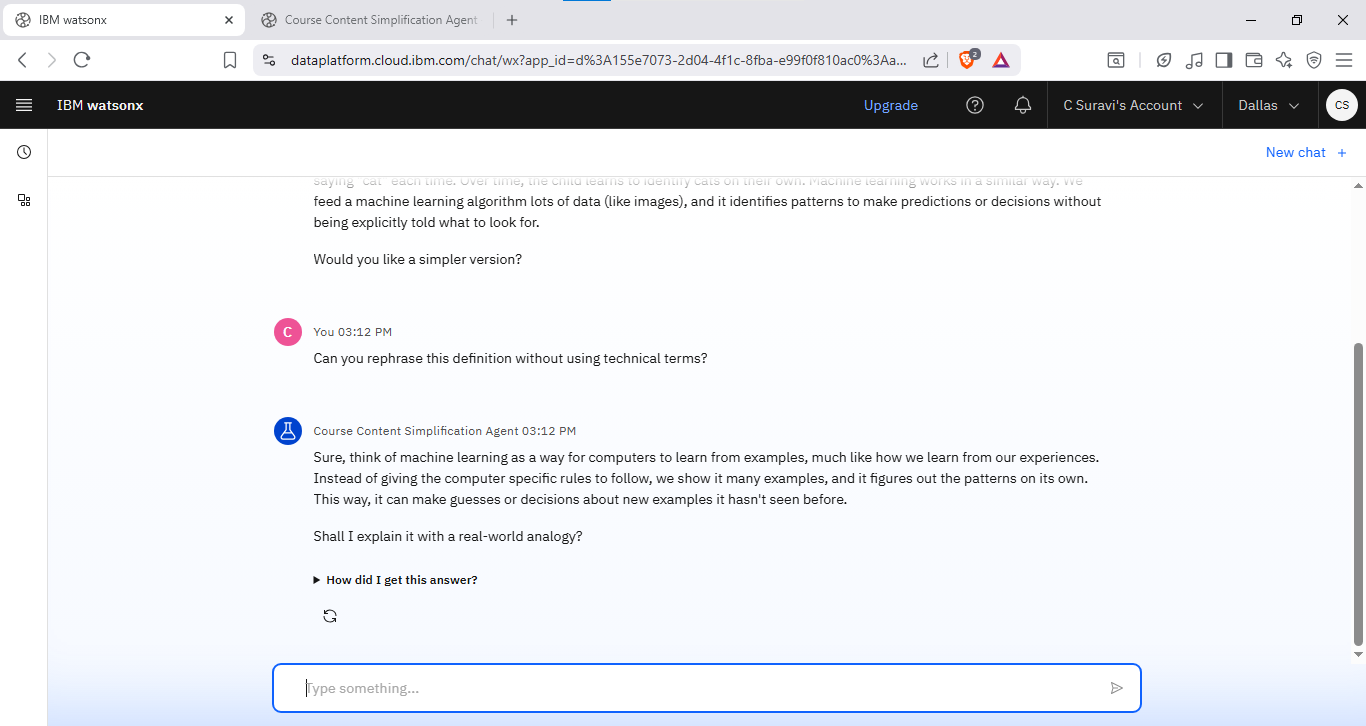 IBM watsonx
Course Content Simplification Agent
dataplatform.cloud.ibm.com/chat/wx?app_id=d%3A155e7073-2d04-4f1c-8fba-e99f0f810ac0%3Aa...
2
IBM watsonx
Upgrade
C Suravi's Account
Dallas
CS
New chat +
saying "cat" each time. Over time, the child learns to identify cats on their own. Machine learning works in a similar way. We
feed a machine learning algorithm lots of data (like images), and it identifies patterns to make predictions or decisions without
being explicitly told what to look for.
Would you like a simpler version?
C
You 03:12 PM
Can you rephrase this definition without using technical terms?
Course Content Simplification Agent 03:12 PM
Sure, think of machine learning as a way for computers to learn from examples, much like how we learn from our experiences.
Instead of giving the computer specific rules to follow, we show it many examples, and it figures out the patterns on its own.
This way, it can make guesses or decisions about new examples it hasn't seen before.
Shall I explain it with a real-world analogy?
How did I get this answer?
Type something...